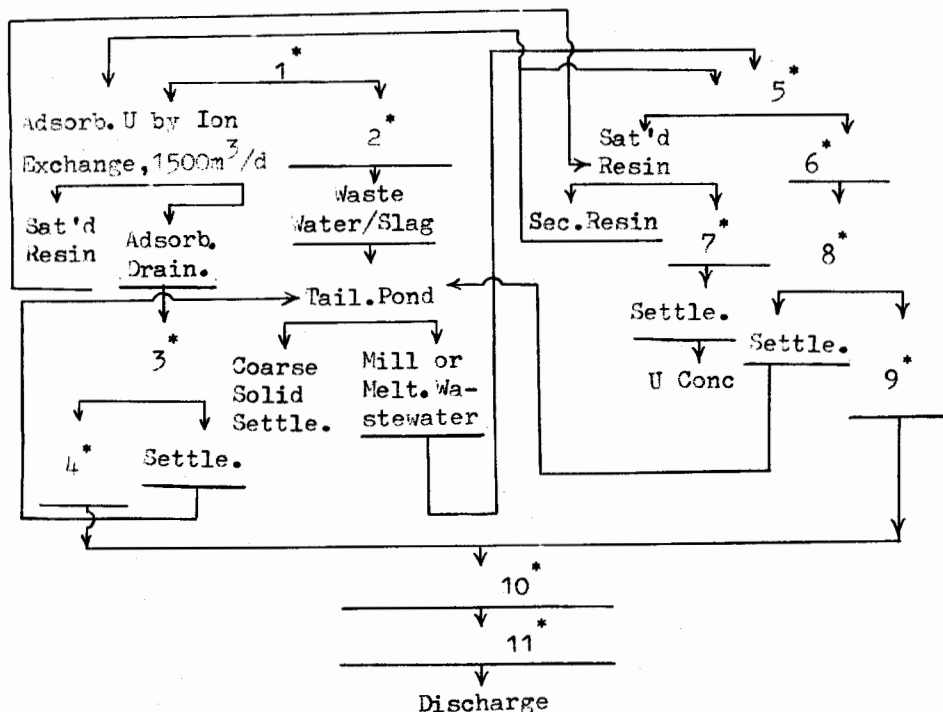 1*
Adsorb.U by Ion
Exchange,1500m³/d
2*
Waste
Water/Slag
Sat'd
Resin
Adsorb.
Drain.
Tail.Pond
3*
Coarse
Solid
Settle.
Mill or
Melt.Wa-
stewater
4*
Settle.
5*
Sat'd
Resin
6*
Sec.Resin
7*
8*
Settle.
U Conc
Settle.
9*
10*
11*
Discharge